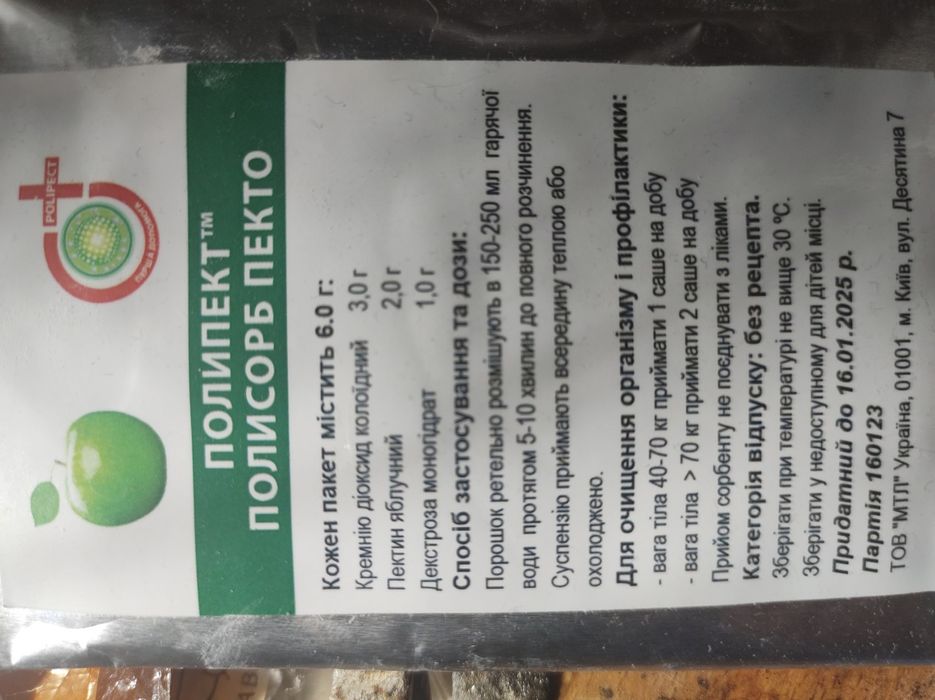 POLIPECT
ПЕРША ДОПОМОГА
ПОЛИПЕКТ™
ПОЛИСОРБ ПЕКТО
Кожен пакет містить 6.0 г:
Кремнію діоксид колоїдний 3,0 г
Пектин яблучний 2,0 г
Декстроза моногідрат 1,0 г
Спосіб застосування та дози:
Порошок ретельно розмішують в 150-250 мл гарячої
води протягом 5-10 хвилин до повного розчинення.
Суспензію приймають всередину теплою або
охолоджено.
Для очищення організму і профілактики:
- вага тіла 40-70 кг приймати 1 саше на добу
- вага тіла > 70 кг приймати 2 саше на добу
Прийом сорбенту не поєднувати з ліками.
Категорія відпуску: без рецепта.
Зберігати при температурі не вище 30 ºС.
Зберігати у недоступному для дітей місці.
Придатний до 16.01.2025 р.
Партія 160123
ТОВ "МТЛ" Україна, 01001, м. Київ, вул. Десятина 7